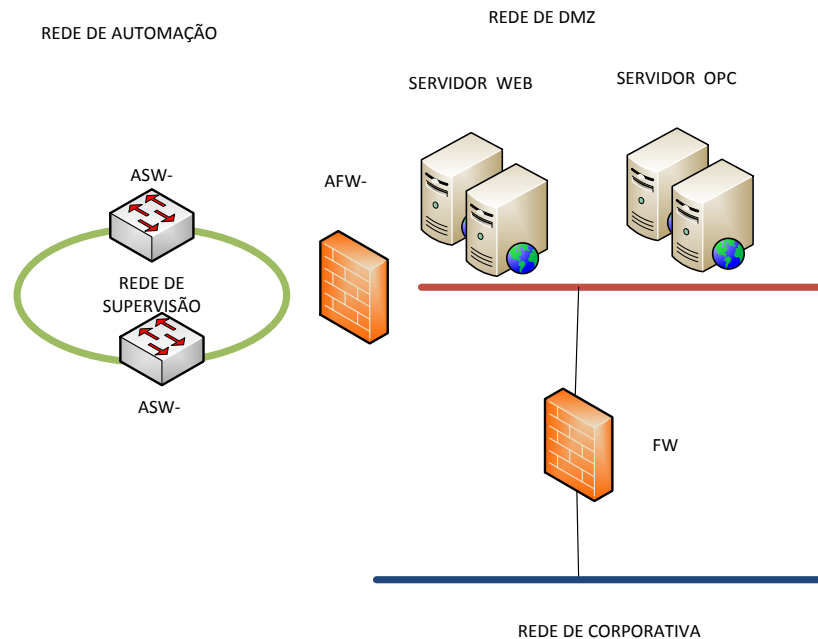 REDE DE DMZ
REDE DE AUTOMAÇÃO
SERVIDOR WEB
SERVIDOR OPC
ASW-
AFW-
REDE DE
SUPERVISÃO
ASW-
FW
REDE DE CORPORATIVA